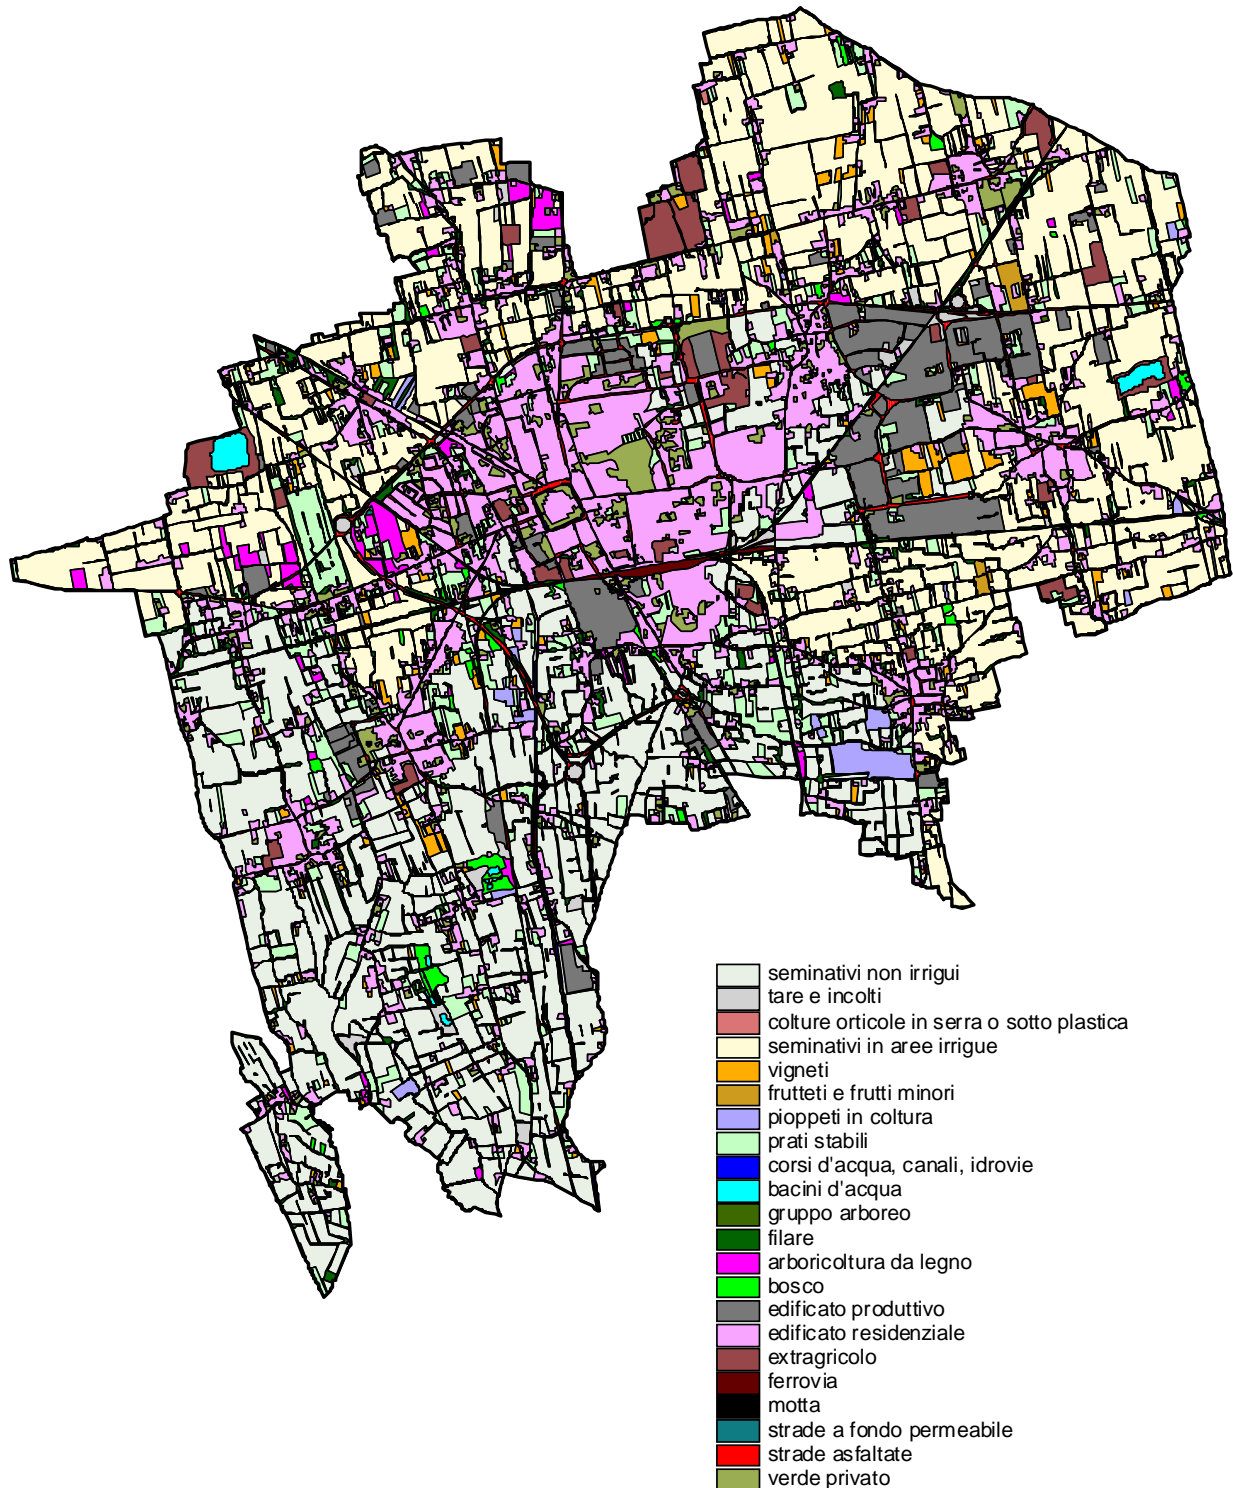 seminativi non irrigui
tare e incolti
colture orticole in serra o sotto plastica
seminativi in aree irrigue
vigneti
frutteti e frutti minori
pioppeti in coltura
prati stabili
corsi d'acqua, canali, idrovie
bacini d'acqua
gruppo arboreo
filare
arboricoltura da legno
bosco
edificato produttivo
edificato residenziale
extragricolo
ferrovia
motta
strade a fondo permeabile
strade asfaltate
verde privato